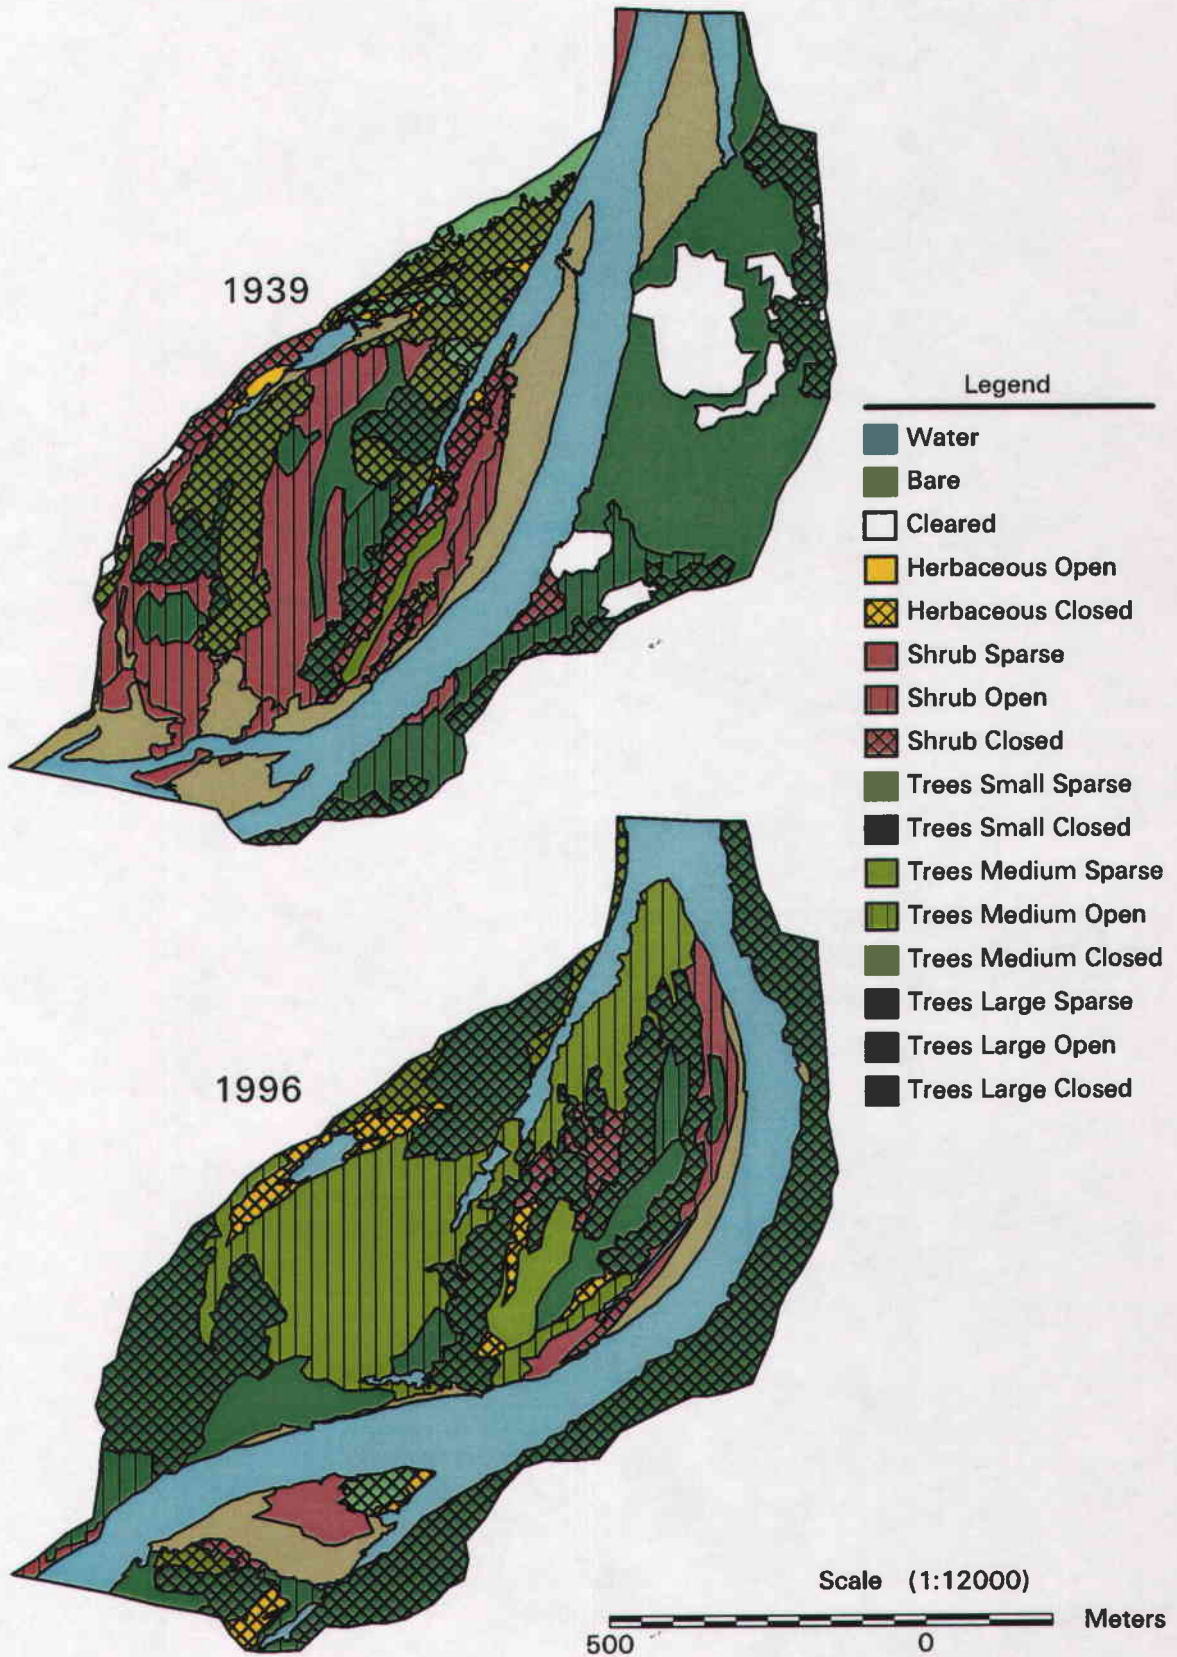 1939
Legend
Water
Bare
Cleared
Herbaceous Open
Herbaceous Closed
Shrub Sparse
Shrub Open
Shrub Closed
Trees Small Sparse
Trees Small Closed
Trees Medium Sparse
Trees Medium Open
Trees Medium Closed
Trees Large Sparse
Trees Large Open
Trees Large Closed
1996
Scale (1:12000)
Meters
500 0